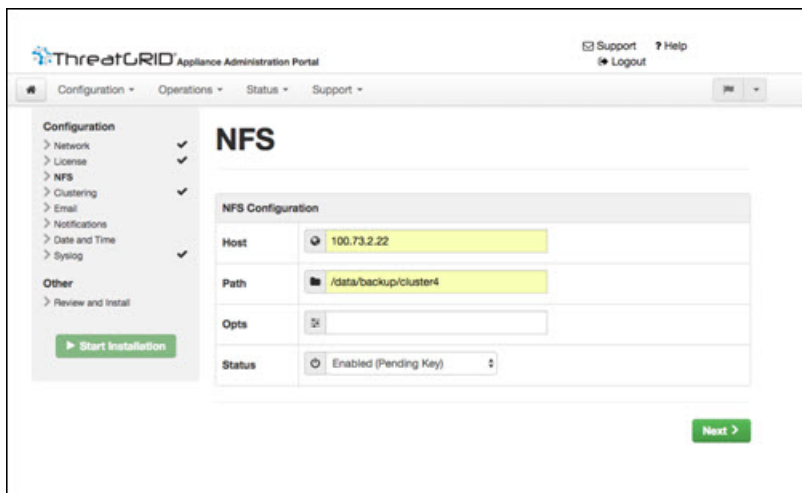 ThreatGRID Appliance Administration Portal
Support ? Help
Logout
Configuration Operations Status Support
Configuration
Network
License
NFS
Clustering
Email
Notifications
Date and Time
Syslog
Other
Review and Install
Start Installation
NFS
NFS Configuration
Host 100.73.2.22
Path /data/backup/cluster4
Opts
Status Enabled (Pending Key)
Next